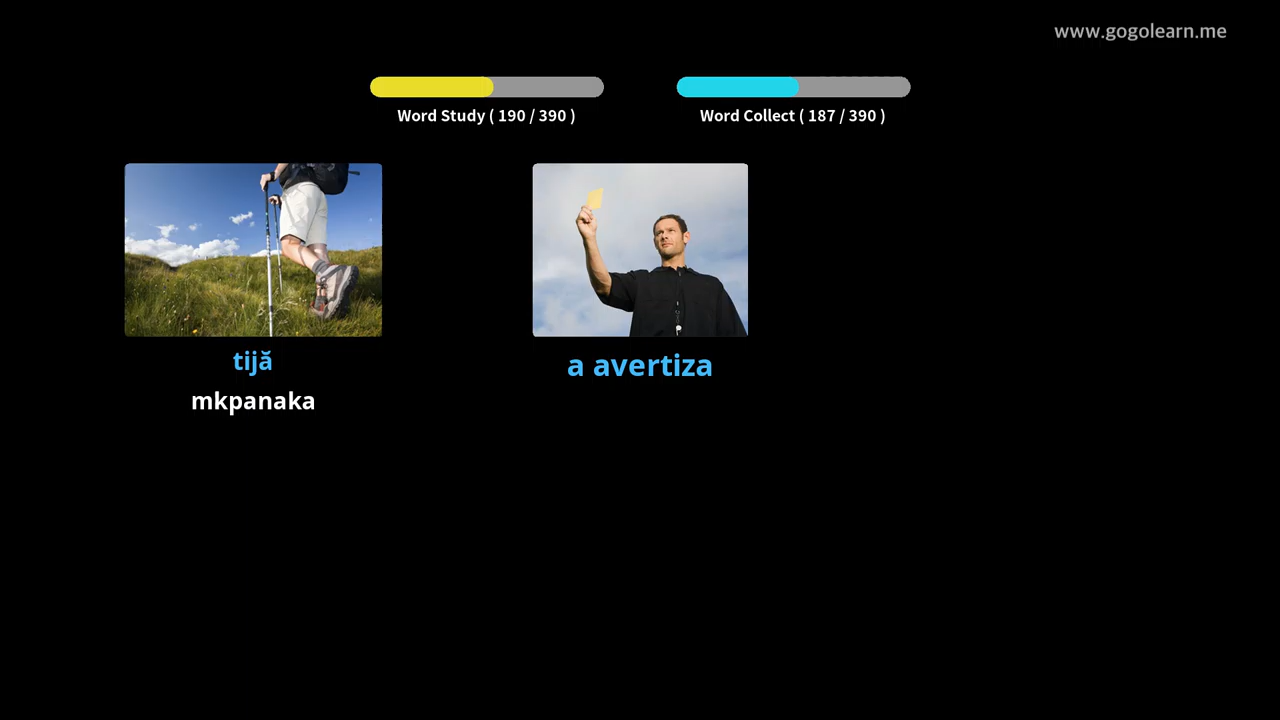 www.gogolearn.me
Word Study ( 190 / 390 )
Word Collect ( 187 / 390 )
tijă
mkpanaka
a avertiza